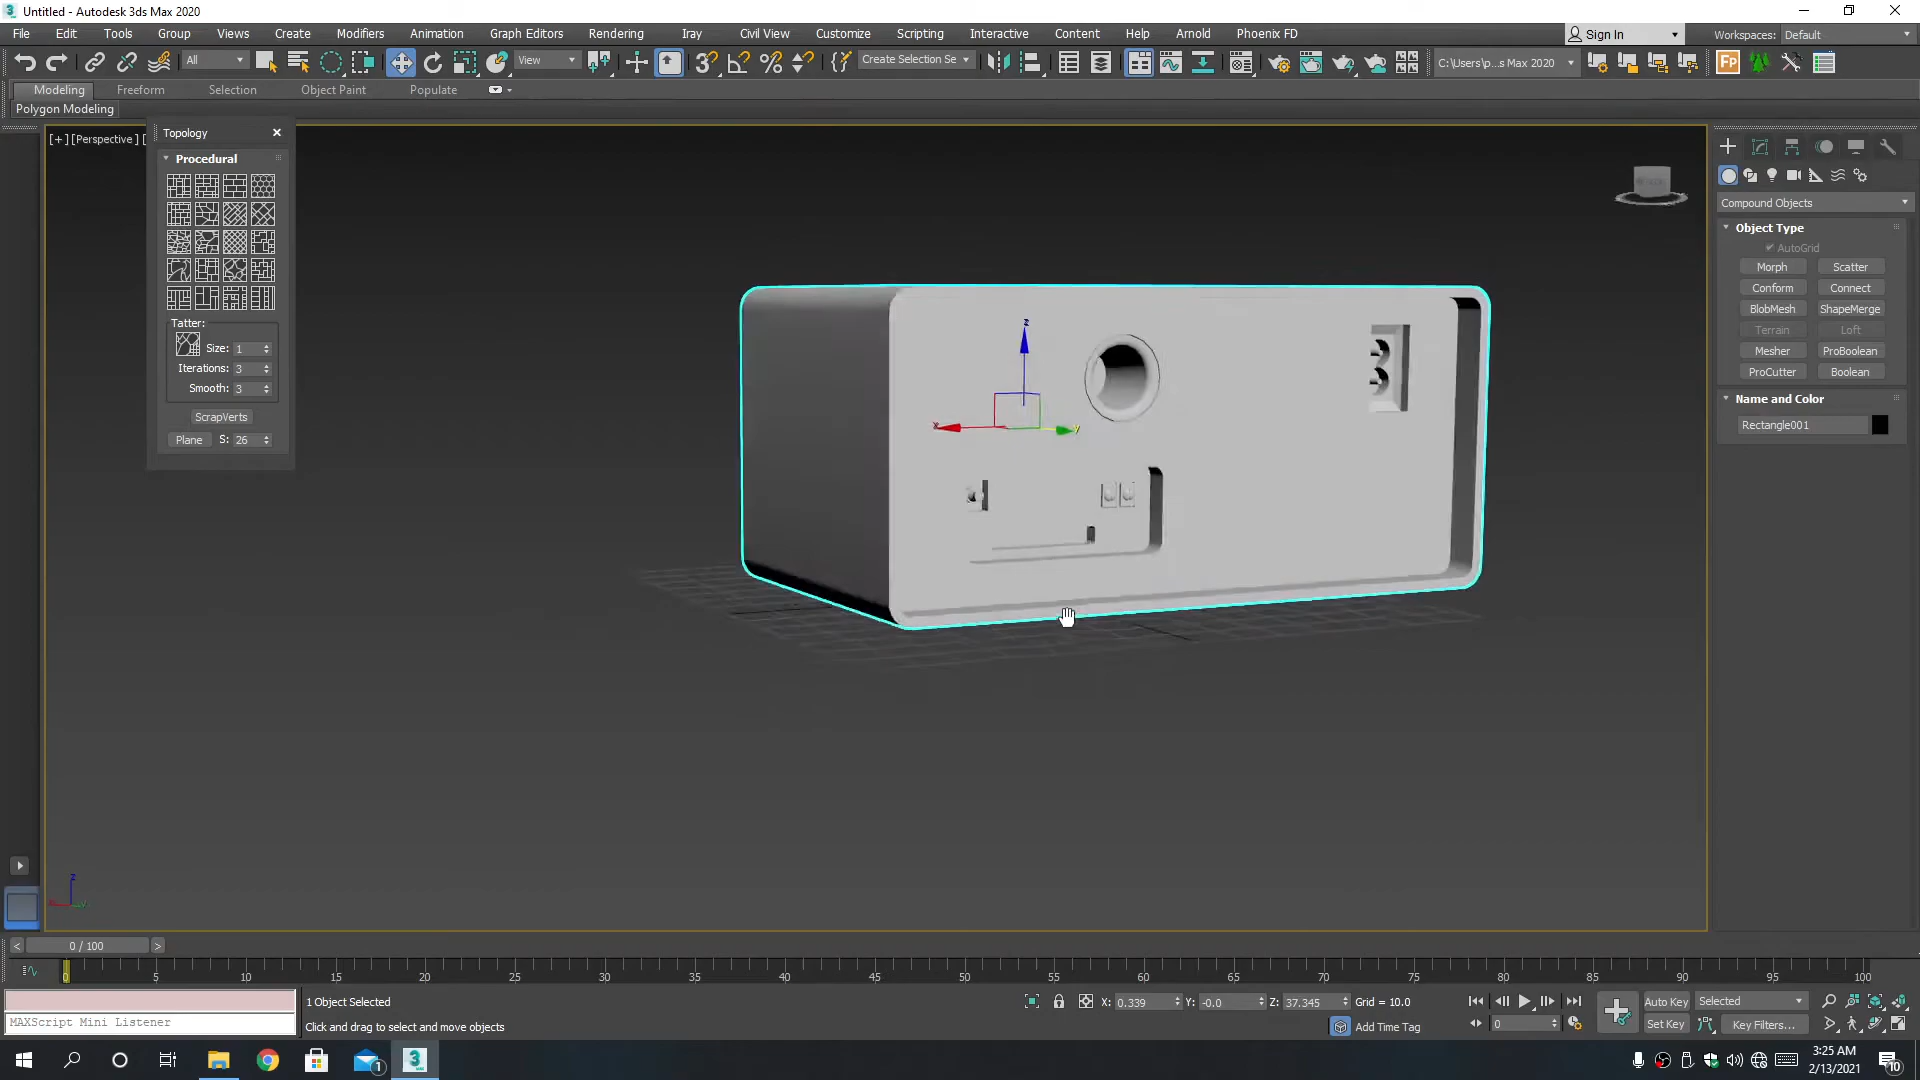 Untitled - Autodesk 3ds Max 2020
File Edit Tools Group Views Create Modifiers Animation Graph Editors Rendering Iray Civil View Customize Scripting Interactive Content Help Arnold Phoenix FD Sign In Workspaces: Default
All View Create Selection Se C:\Users\p...s Max 2020
Modeling Freeform Selection Object Paint Populate
Polygon Modeling
[+][Perspective]
Topology
Procedural
Tatter:
Size: 1
Iterations: 3
Smooth: 3
ScrapVerts
Plane S: 26
z
x
y
Compound Objects
Object Type
AutoGrid
Morph Scatter
Conform Connect
BlobMesh ShapeMerge
Terrain Loft
Mesher ProBoolean
ProCutter Boolean
Name and Color
Rectangle001
z
< 0 / 100 >
0 5 10 15 20 25 30 35 40 45 50 55 60 65 70 75 80 85 90 95 100
1 Object Selected X: 0.339 Y: -0.0 Z: 37.345 Grid = 10.0 Auto Key Selected
MAXScript Mini Listener Click and drag to select and move objects Add Time Tag 0 Set Key Key Filters...
3:25 AM
2/13/2021
1
3
10